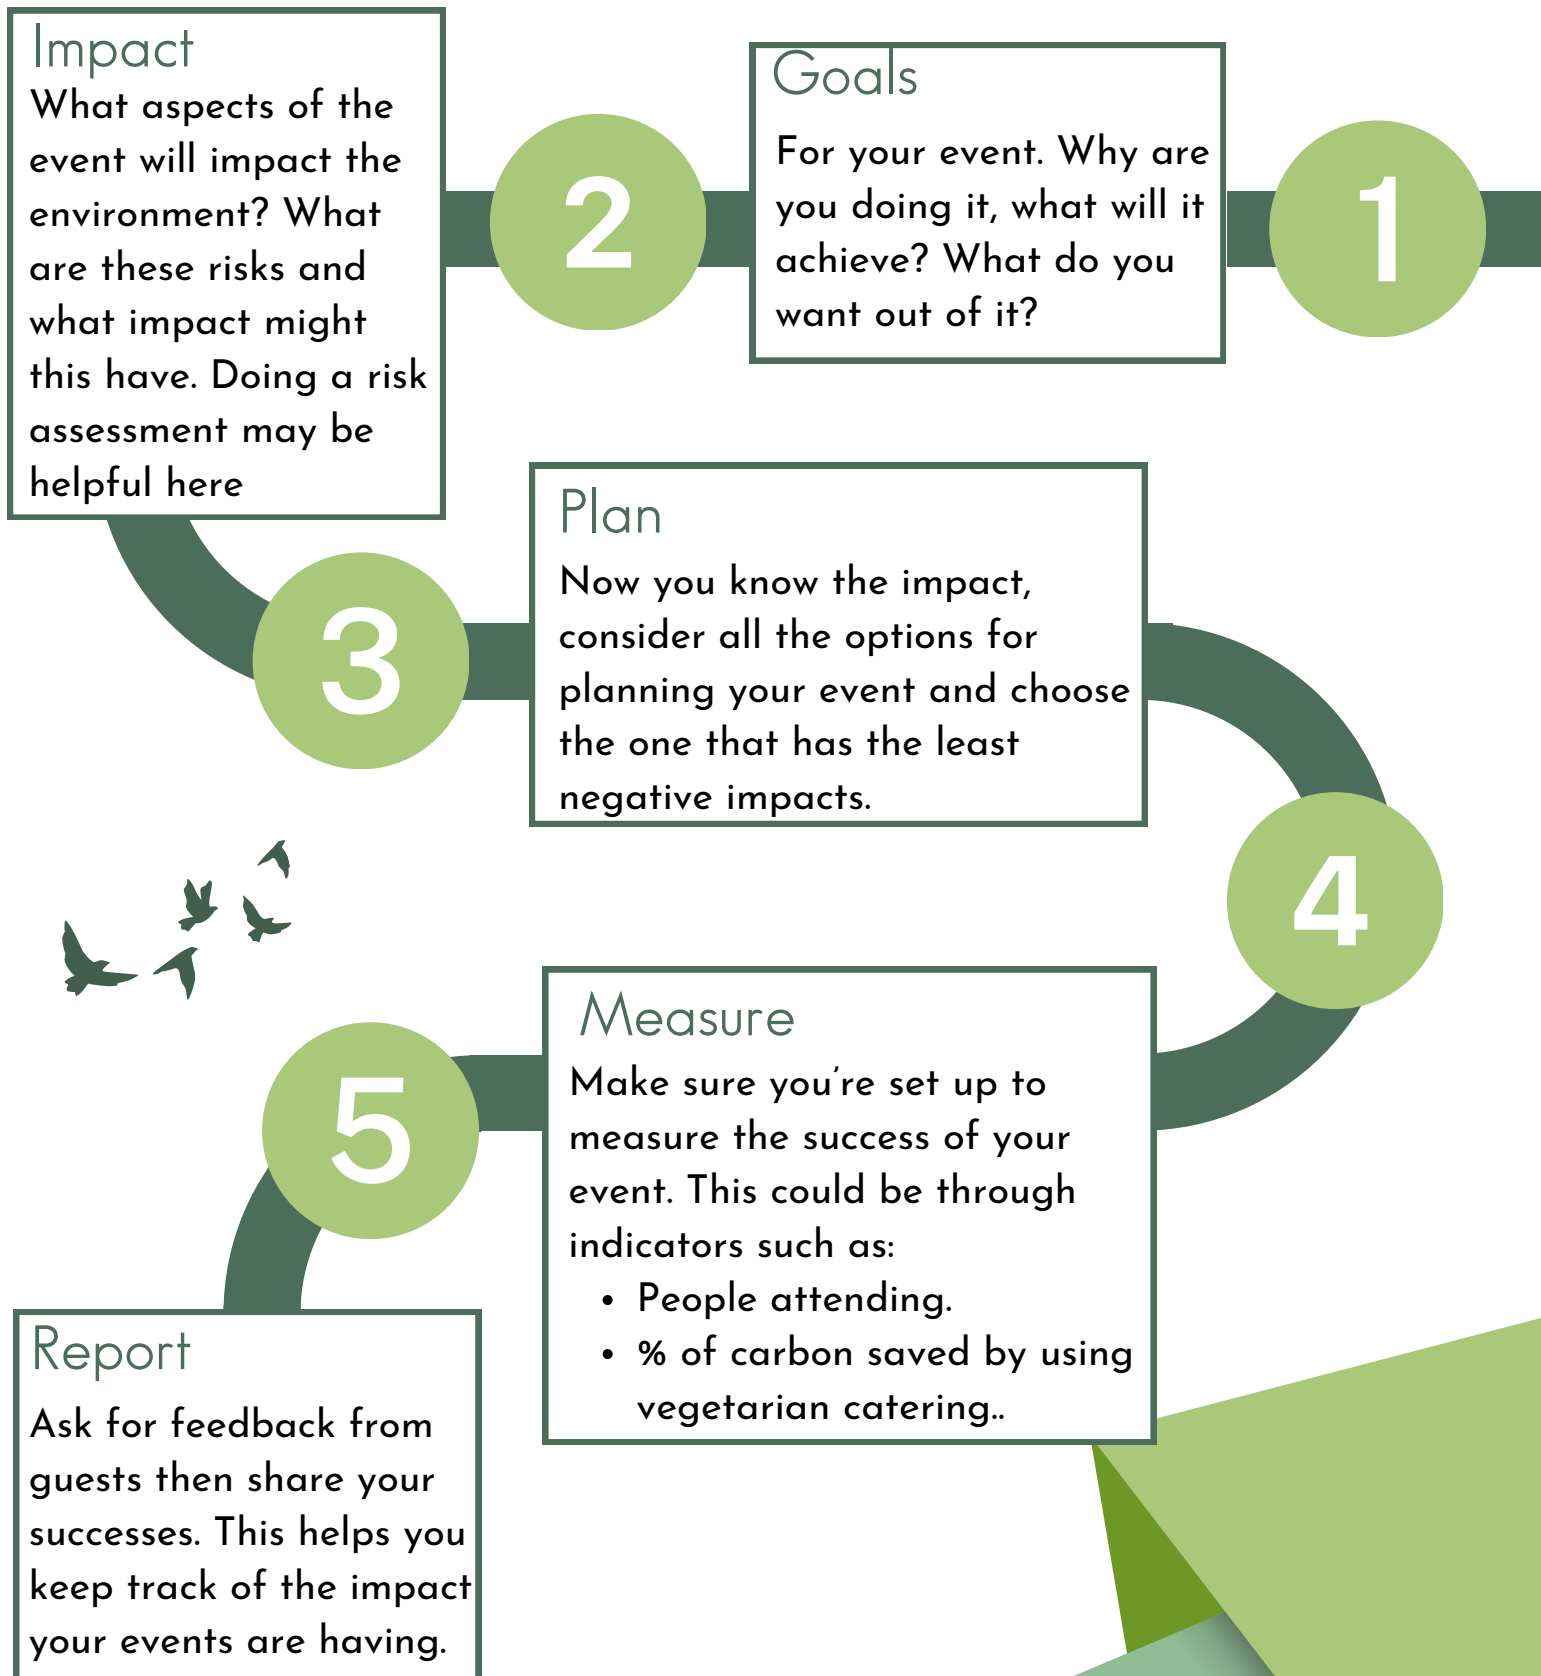 1
Goals
For your event. Why are
you doing it, what will it
achieve? What do you
want out of it?
2
Impact
What aspects of the
event will impact the
environment? What
are these risks and
what impact might
this have. Doing a risk
assessment may be
helpful here
3
Plan
Now you know the impact,
consider all the options for
planning your event and choose
the one that has the least
negative impacts.
4
Measure
Make sure you're set up to
measure the success of your
event. This could be through
indicators such as:
• People attending.
• % of carbon saved by using
vegetarian catering..
5
Report
Ask for feedback from
guests then share your
successes. This helps you
keep track of the impact
your events are having.